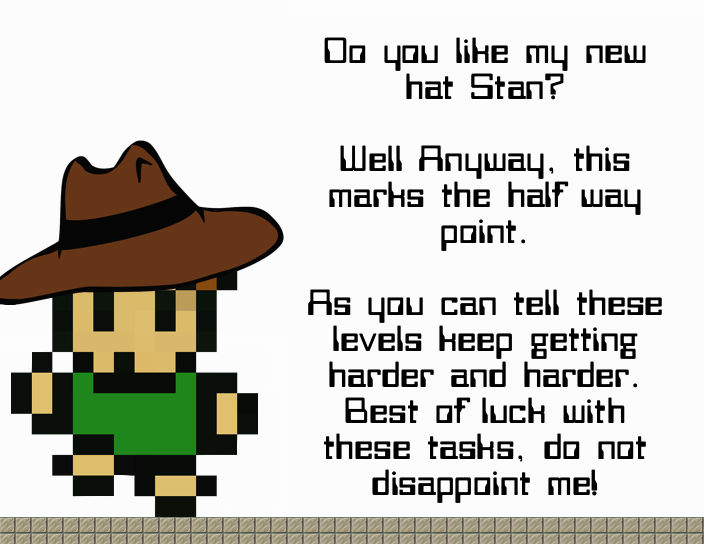 Do you like my new
hat Stan?
Well Anyway, this
marks the half way
point.
As you can tell these
levels keep getting
harder and harder.
Best of luck with
these tasks, do not
disappoint me!